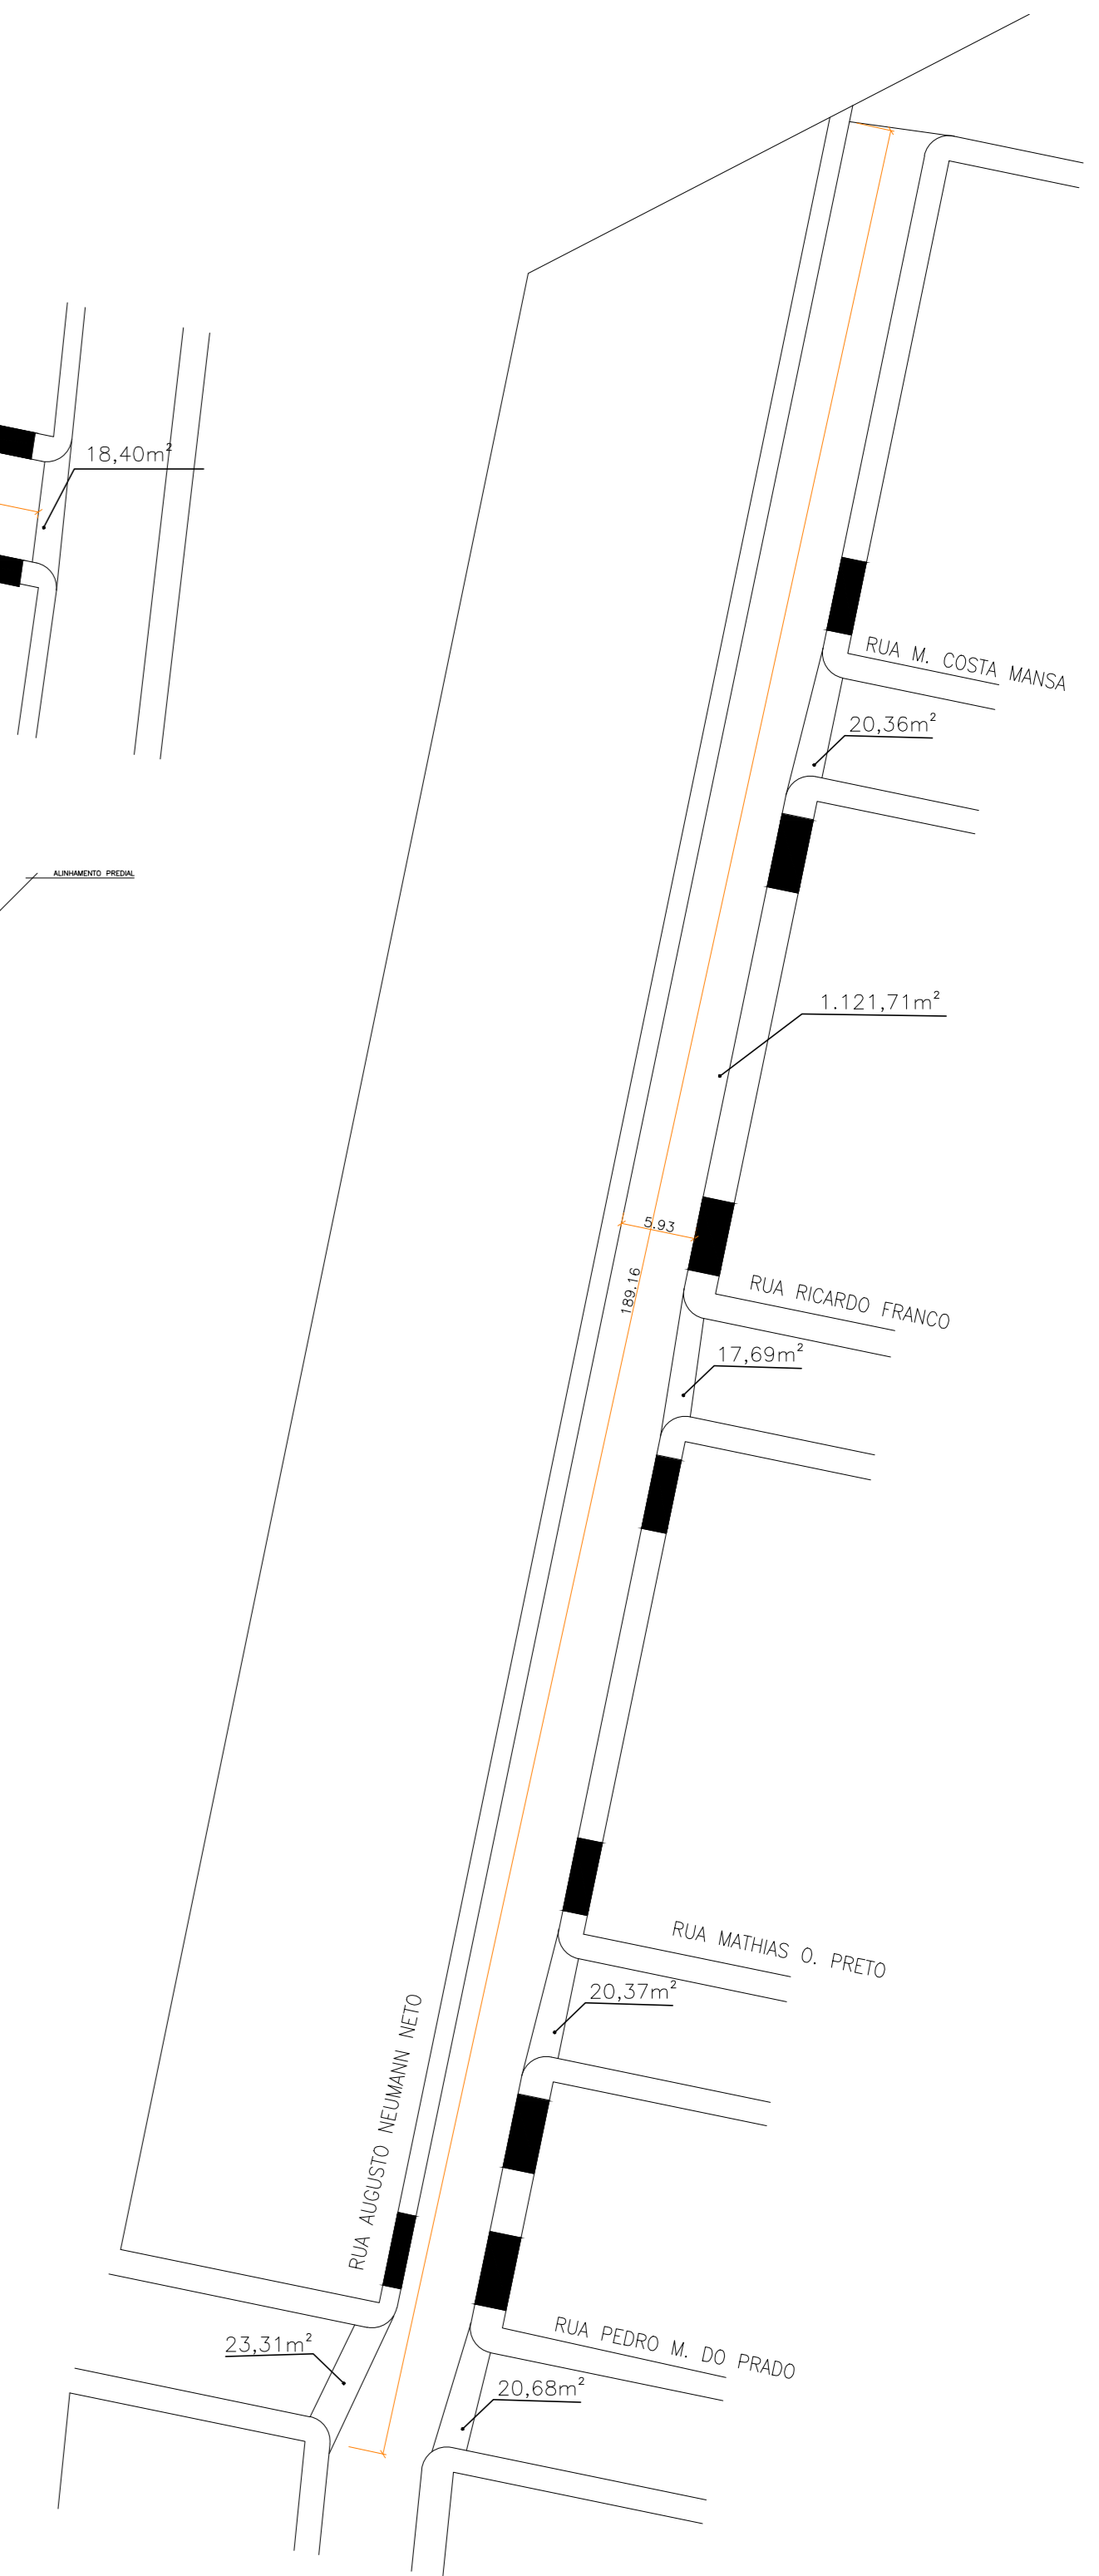 18,40m²
RUA M. COSTA MANSA
20,36m²
ALINHAMENTO PREDIAL
1.121,71m²
5.93
189.16
RUA RICARDO FRANCO
17,69m²
RUA MATHIAS O. PRETO
20,37m²
RUA AUGUSTO NEUMANN NETO
RUA PEDRO M. DO PRADO
23,31m²
20,68m²